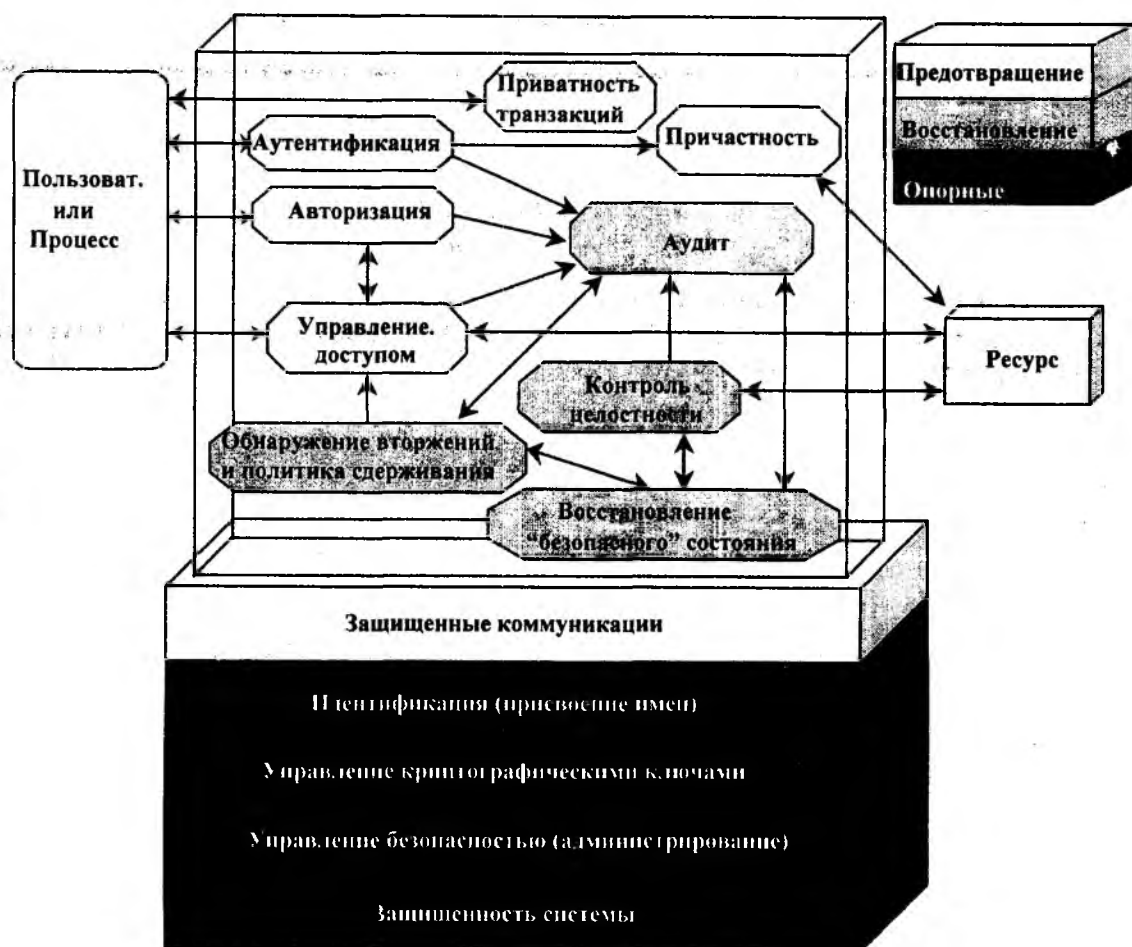 Приватность
транзакций
Предотвращение
Аутентификация
Причастность
Восстановление
Пользоват.
или
Процесс
Опорные
Авторизация
Аудит
Управление.
доступом
Ресурс
Контроль
целостности
Обнаружение вторжений
и политика сдерживания
Восстановление
“безопасного” состояния
Защищенные коммуникации
Идентификация (присвоение имен)
Управление криптографическими ключами
Управление безопасностью (администрирование)
Защищенность системы